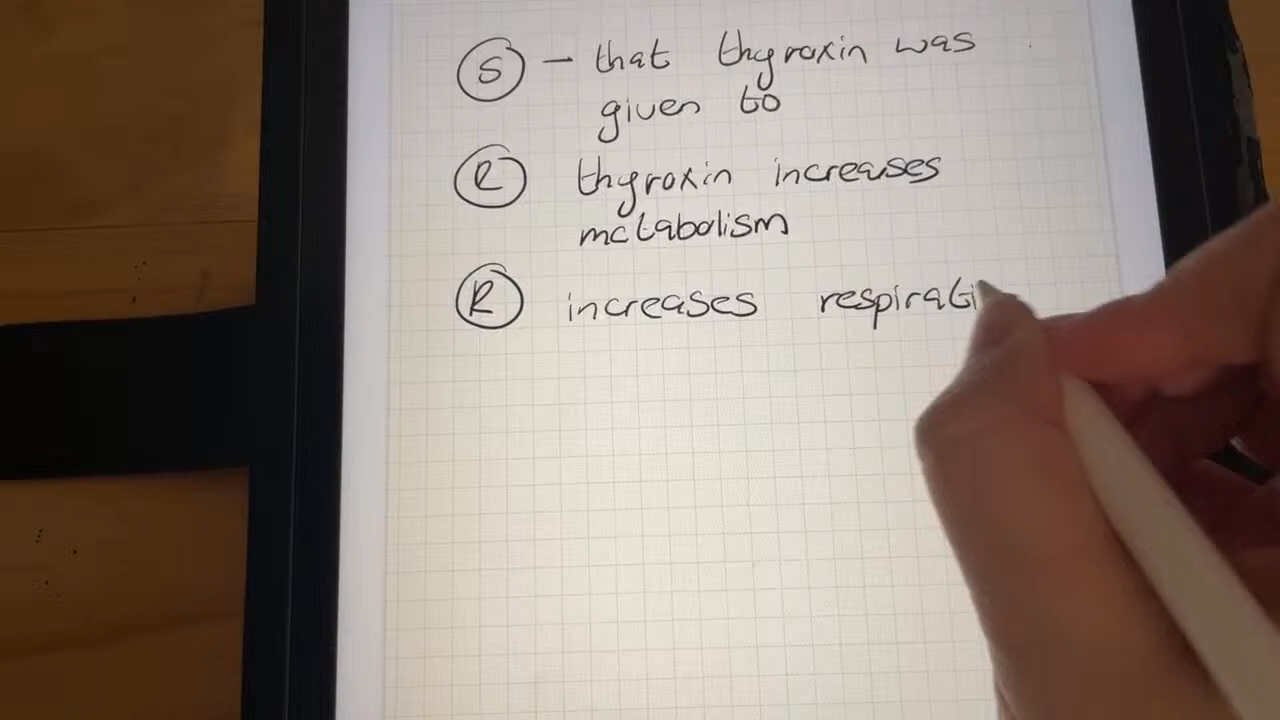 S - that thyroxin was
given to
R thyroxin increases
metabolism
R increases respirati